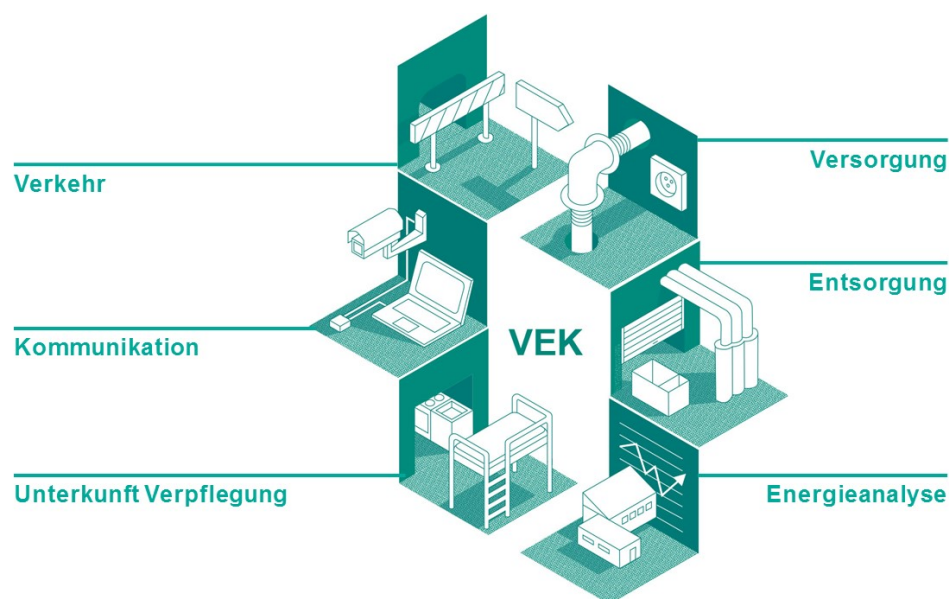 Verkehr
Versorgung
Kommunikation
VEK
Entsorgung
Unterkunft Verpflegung
Energieanalyse